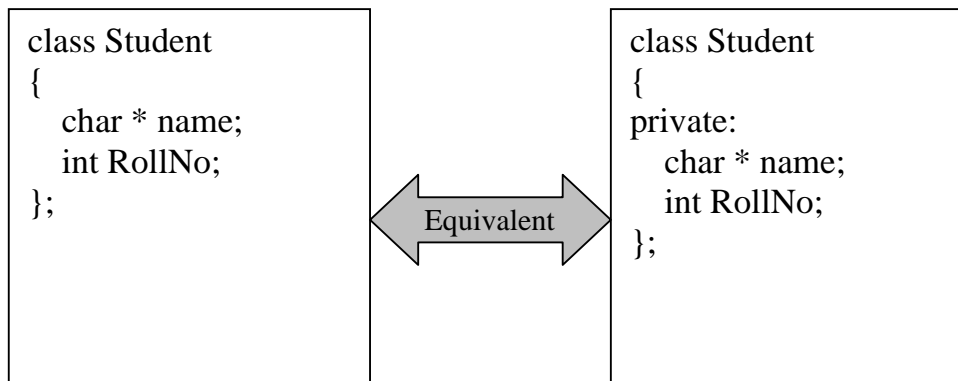 class Student
{
char * name;
int RollNo;
};
Equivalent
class Student
{
private:
char * name;
int RollNo;
};